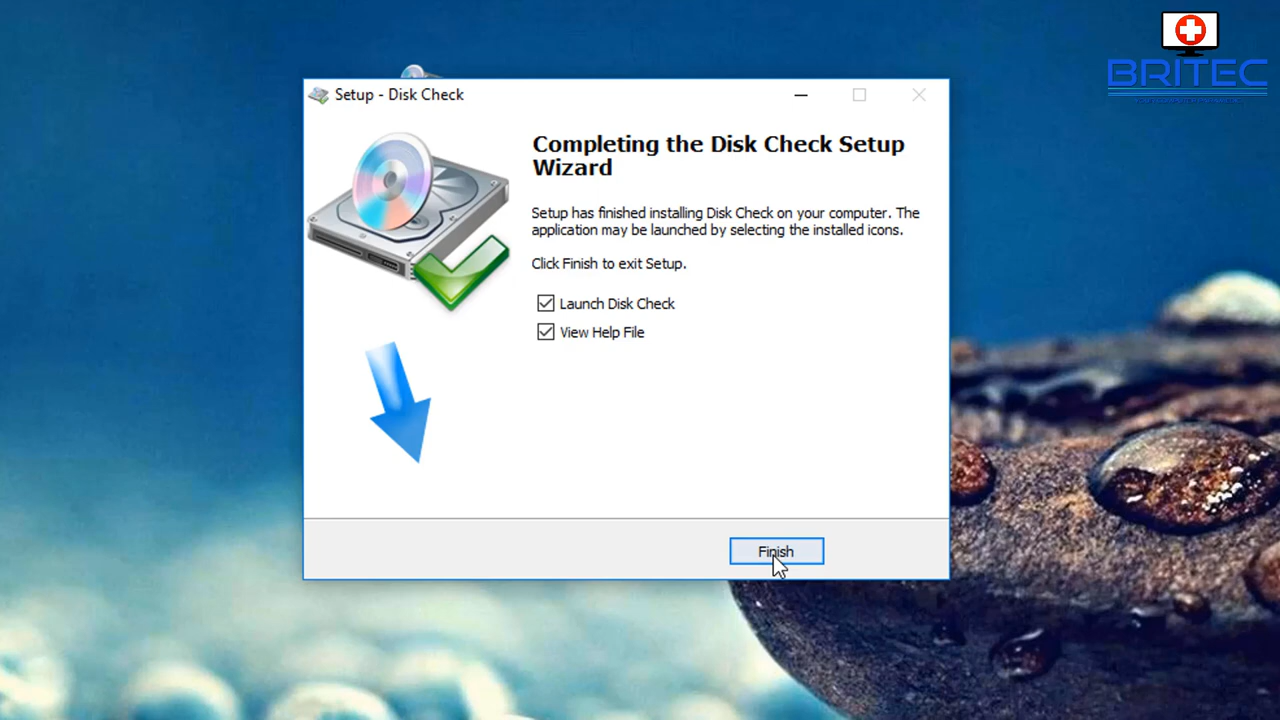 BRITEC
Setup - Disk Check
Completing the Disk Check Setup
Wizard
Setup has finished installing Disk Check on your computer. The
application may be launched by selecting the installed icons.
Click Finish to exit Setup.
Launch Disk Check
View Help File
Finish